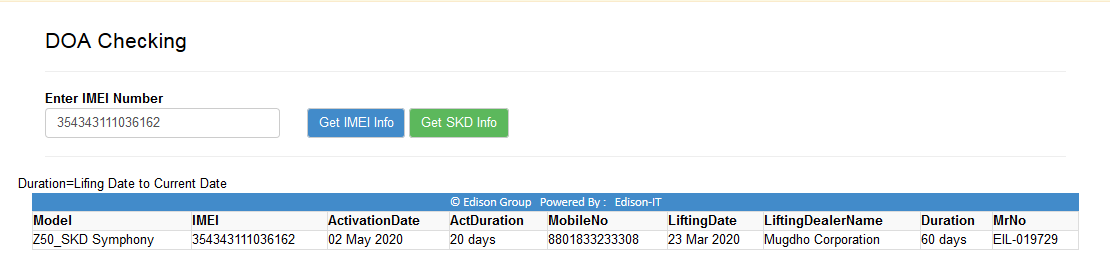 DOA Checking
Enter IMEI Number
354343111036162 Get IMEI Info Get SKD Info
Duration=Lifing Date to Current Date
© Edison Group Powered By : Edison-IT
Model IMEI ActivationDate ActDuration MobileNo LiftingDate LiftingDealerName Duration MrNo
Z50_SKD Symphony 354343111036162 02 May 2020 20 days 8801833233308 23 Mar 2020 Mugdho Corporation 60 days EIL-019729